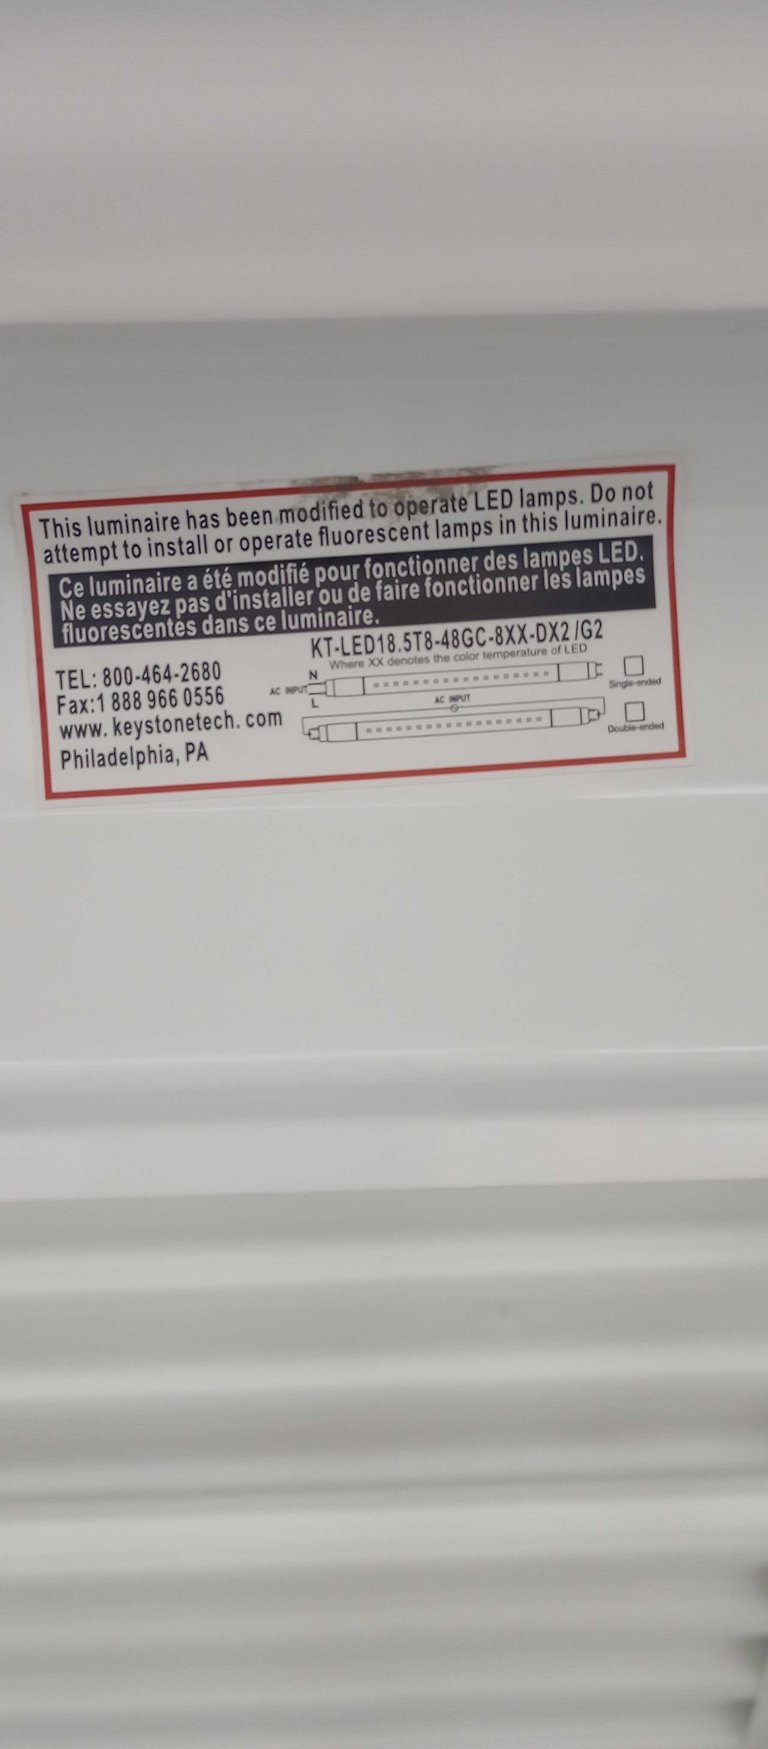 This luminaire has been modified to operate LED lamps. Do not
attempt to install or operate fluorescent lamps in this luminaire.
Ce luminaire a été modifié pour fonctionner des lampes LED.
Ne essayez pas d'installer ou de faire fonctionner les lampes
fluorescentes dans ce luminaire.
TEL: 800-464-2680
Fax:1 888 966 0556
www. keystonetech. com
Philadelphia, PA
KT-LED18.5T8-48GC-8XX-DX2 /G2
Where XX denotes the color temperature of LED
N
AC INPUT
L
Single-ended
AC INPUT
Double-ended